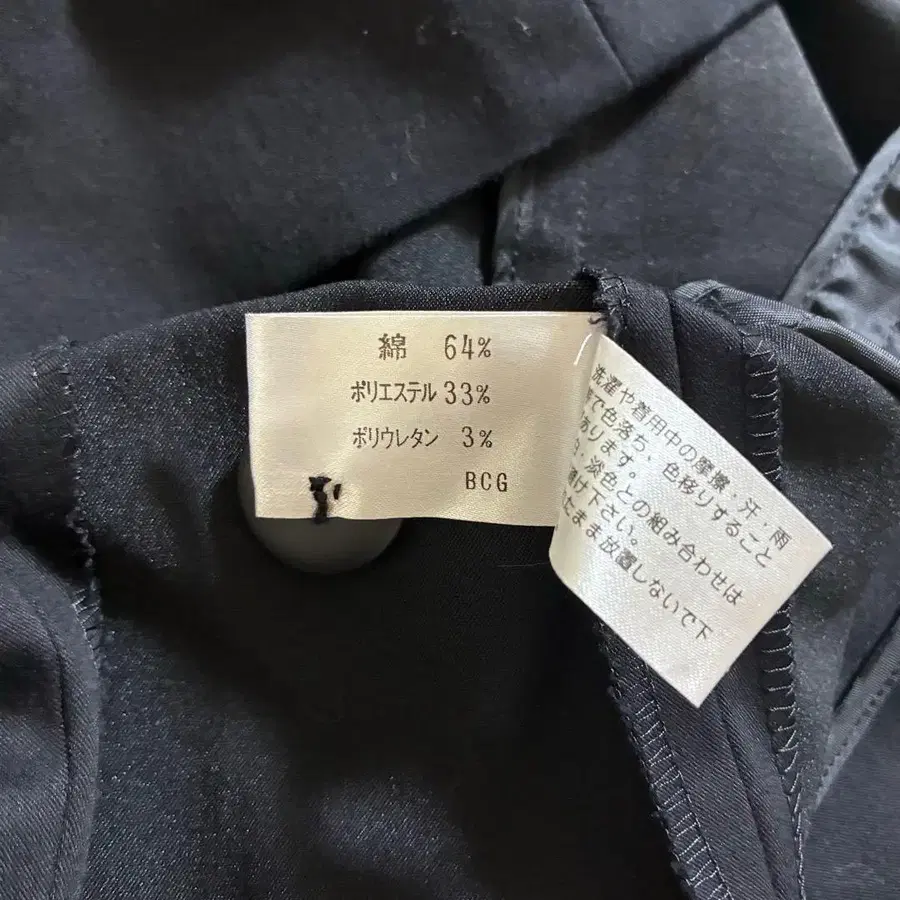 綿 64%
ポリエステル 33%
ポリウレタン 3%
BCG
洗濯や着用中の摩擦・汗・雨
で色落ち、色移りすること
あります。
・淡色との組み合わせは
避け下さい。
たまま放置しないで下